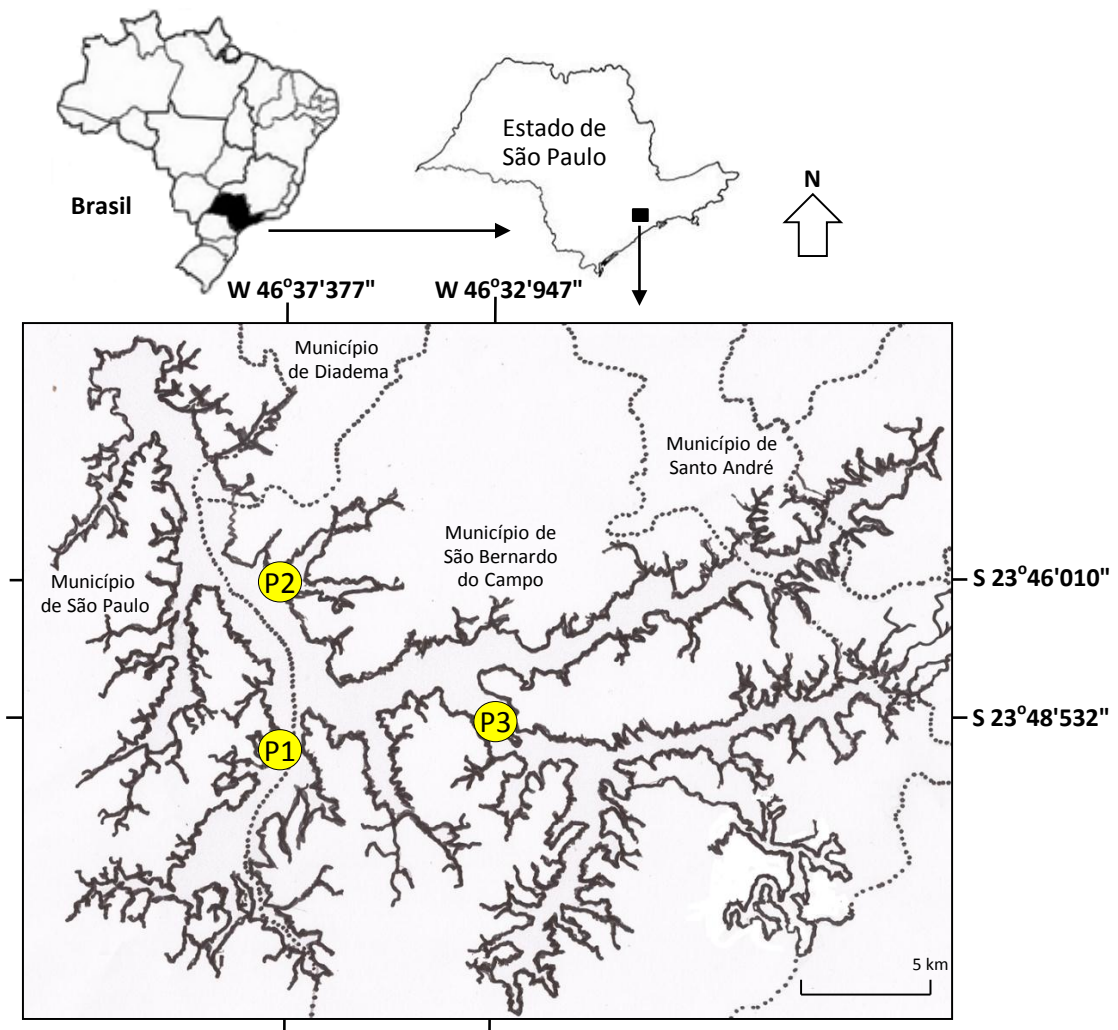 Brasil
Estado de
São Paulo
N
W 46°37'377"
W 46°32'947"
Município
de Diadema
Município de
Santo André
Município de
São Bernardo
do Campo
Município
de São Paulo
P2
S 23°46'010"
P3
S 23°48'532"
P1
5 km